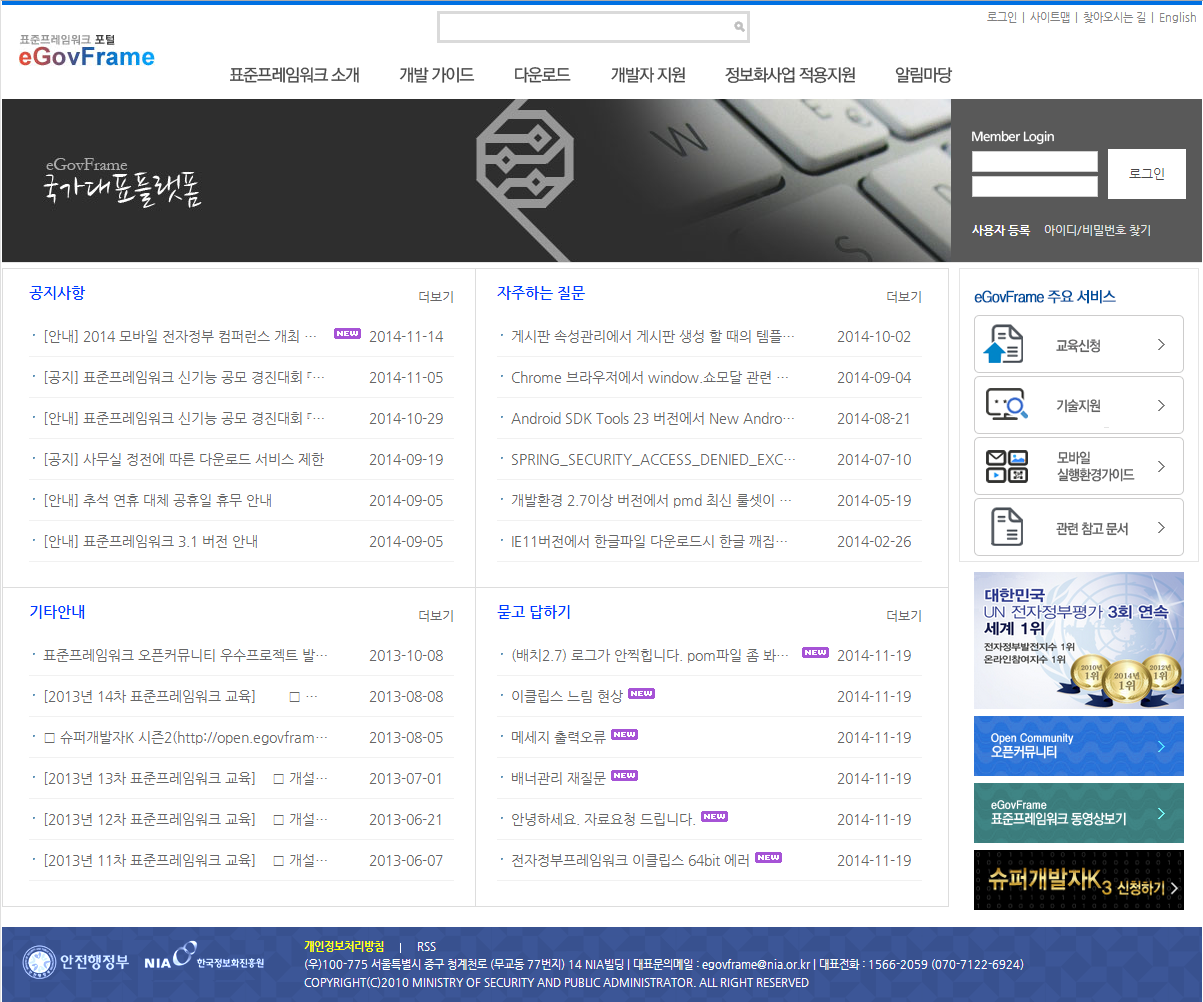 로그인 | 사이트맵 | 찾아오시는 길 | English
표준프레임워크 포털
eGovFrame
표준프레임워크 소개 개발 가이드 다운로드 개발자 지원 정보화사업 적용지원 알림마당
eGovFrame
국가대표플랫폼
W
S
Member Login
로그인
사용자 등록 아이디/비밀번호 찾기
공지사항 더보기
· [안내] 2014 모바일 전자정부 컴퍼런스 개최 … NEW 2014-11-14
· [공지] 표준프레임워크 신기능 공모 경진대회 「… 2014-11-05
· [안내] 표준프레임워크 신기능 공모 경진대회 「… 2014-10-29
· [공지] 사무실 정전에 따른 다운로드 서비스 제한 2014-09-19
· [안내] 추석 연휴 대체 공휴일 휴무 안내 2014-09-05
· [안내] 표준프레임워크 3.1 버전 안내 2014-09-05
자주하는 질문 더보기
· 게시판 속성관리에서 게시판 생성 할 때의 템플… 2014-10-02
· Chrome 브라우저에서 window.쇼모달 관련 … 2014-09-04
· Android SDK Tools 23 버전에서 New Andro… 2014-08-21
· SPRING_SECURITY_ACCESS_DENIED_EXC… 2014-07-10
· 개발환경 2.7이상 버전에서 pmd 최신 룰셋이 … 2014-05-19
· IE11버전에서 한글파일 다운로드시 한글 깨집… 2014-02-26
기타안내 더보기
· 표준프레임워크 오픈커뮤니티 우수프로젝트 발… 2013-10-08
· [2013년 14차 표준프레임워크 교육] □ … 2013-08-08
· □ 슈퍼개발자K 시즌2(http://open.egovfram… 2013-08-05
· [2013년 13차 표준프레임워크 교육] □ 개설… 2013-07-01
· [2013년 12차 표준프레임워크 교육] □ 개설… 2013-06-21
· [2013년 11차 표준프레임워크 교육] □ 개설… 2013-06-07
묻고 답하기 더보기
· (배치2.7) 로그가 안찍힙니다. pom파일 좀 봐… NEW 2014-11-19
· 이클립스 느림 현상 NEW 2014-11-19
· 메세지 출력오류 NEW 2014-11-19
· 배너관리 재질문 NEW 2014-11-19
· 안녕하세요. 자료요청 드립니다. NEW 2014-11-19
· 전자정부프레임워크 이클립스 64bit 에러 NEW 2014-11-19
eGovFrame 주요 서비스
교육신청
기술지원
모바일
실행환경가이드
관련 참고 문서
대한민국
UN 전자정부평가 3회 연속
세계 1위
전자정부발전지수 1위
온라인참여지수 1위
2010년 1위 2014년 1위 2012년 1위
Open Community
오픈커뮤니티
eGovFrame
표준프레임워크 동영상보기
슈퍼개발자K3 신청하기
안전행정부 NIA 한국정보화진흥원
개인정보처리방침 | RSS
(우)100-775 서울특별시 중구 청계천로 (무교동 77번지) 14 NIA빌딩 | 대표문의메일 : egovframe@nia.or.kr | 대표전화 : 1566-2059 (070-7122-6924)
COPYRIGHT(C)2010 MINISTRY OF SECURITY AND PUBLIC ADMINISTRATOR. ALL RIGHT RESERVED